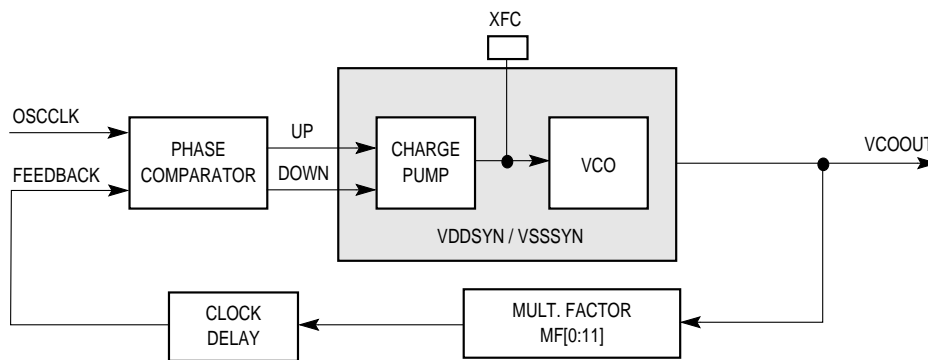 XFC
OSCCLK
FEEDBACK
PHASE
COMPARATOR
UP
DOWN
CHARGE
PUMP
VCO
VDDSYN / VSSSYN
VCOOUT
CLOCK
DELAY
MULT. FACTOR
MF[0:11]